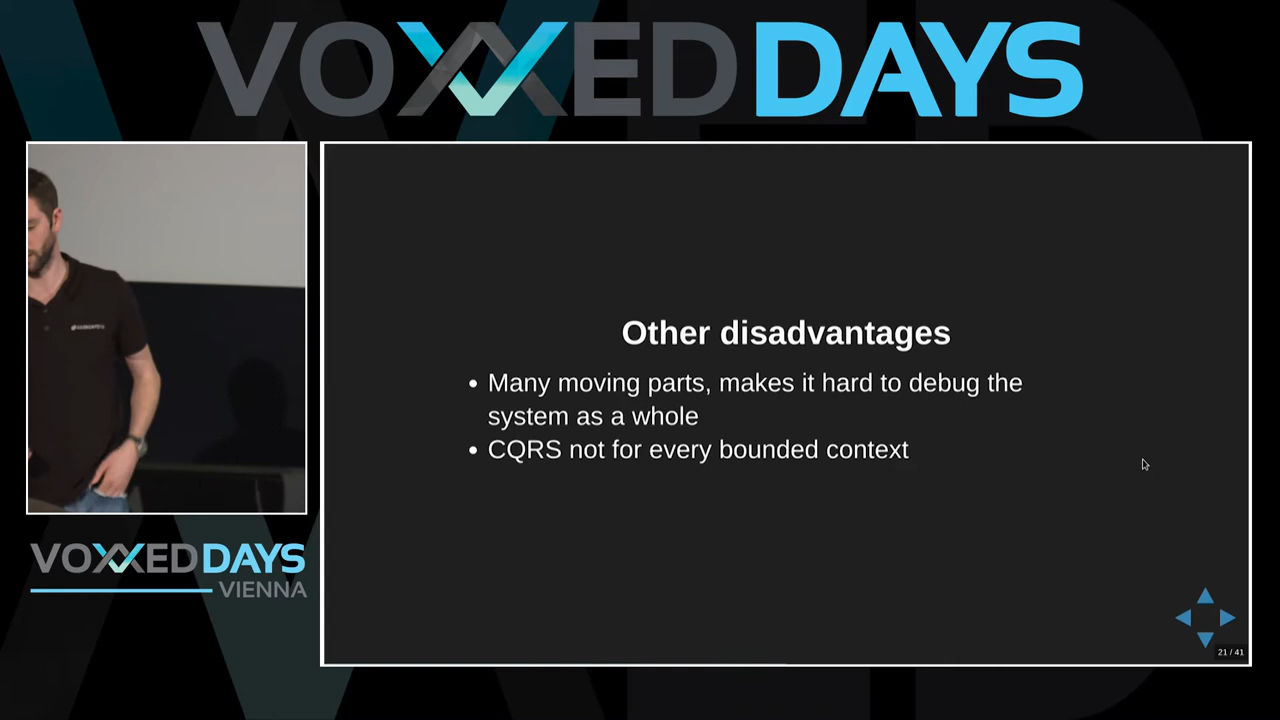 VOXXED DAYS
Other disadvantages
Many moving parts, makes it hard to debug the
system as a whole
CQRS not for every bounded context
VOXXED DAYS
VIENNA
21 / 41